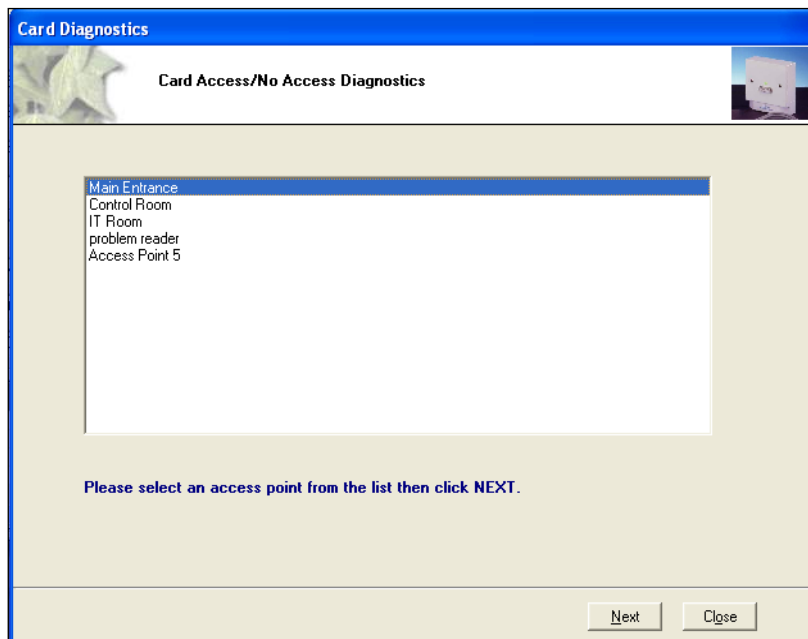 Card Diagnostics
Card Access/No Access Diagnostics
Main Entrance
Control Room
IT Room
problem reader
Access Point 5
Please select an access point from the list then click NEXT.
Next Close